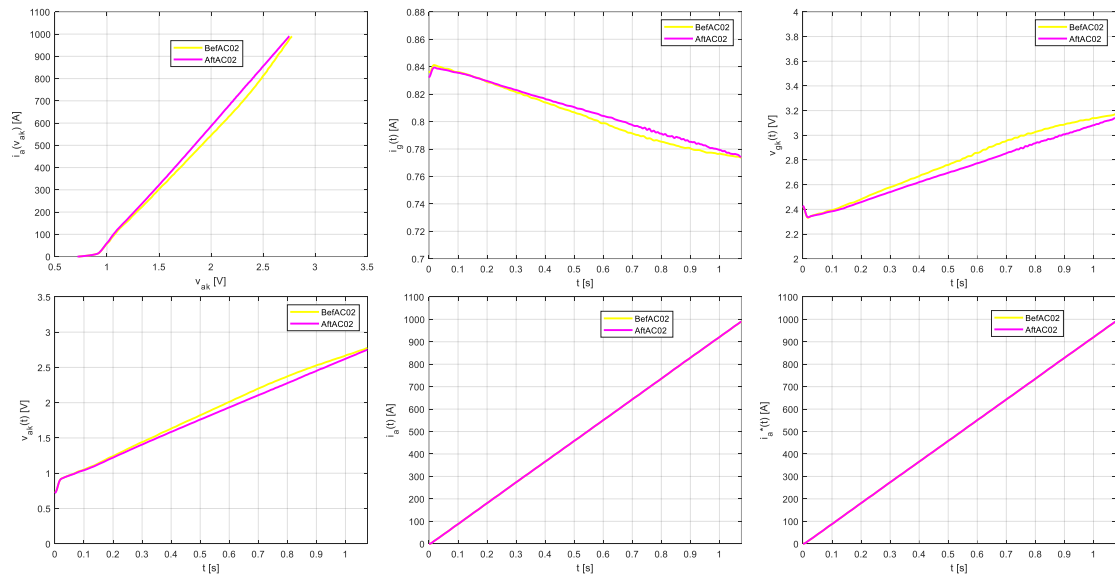 1100
1000
900
800
700
600
500
400
300
200
100
0
i_a(v_ak) [A]
BefAC02
AftAC02
0.5 1 1.5 2 2.5 3 3.5
v_ak [V]
0.88
0.86
0.84
0.82
0.8
0.78
0.76
0.74
0.72
0.7
i_g(t) [A]
BefAC02
AftAC02
0 0.1 0.2 0.3 0.4 0.5 0.6 0.7 0.8 0.9 1
t [s]
4
3.8
3.6
3.4
3.2
3
2.8
2.6
2.4
2.2
2
v_gk(t) [V]
BefAC02
AftAC02
0 0.1 0.2 0.3 0.4 0.5 0.6 0.7 0.8 0.9 1
t [s]
3.5
3
2.5
2
1.5
1
0.5
0
v_ak(t) [V]
BefAC02
AftAC02
0 0.1 0.2 0.3 0.4 0.5 0.6 0.7 0.8 0.9 1
t [s]
1100
1000
900
800
700
600
500
400
300
200
100
0
i_a(t) [A]
BefAC02
AftAC02
0 0.1 0.2 0.3 0.4 0.5 0.6 0.7 0.8 0.9 1
t [s]
1100
1000
900
800
700
600
500
400
300
200
100
0
i_a*(t) [A]
BefAC02
AftAC02
0 0.1 0.2 0.3 0.4 0.5 0.6 0.7 0.8 0.9 1
t [s]